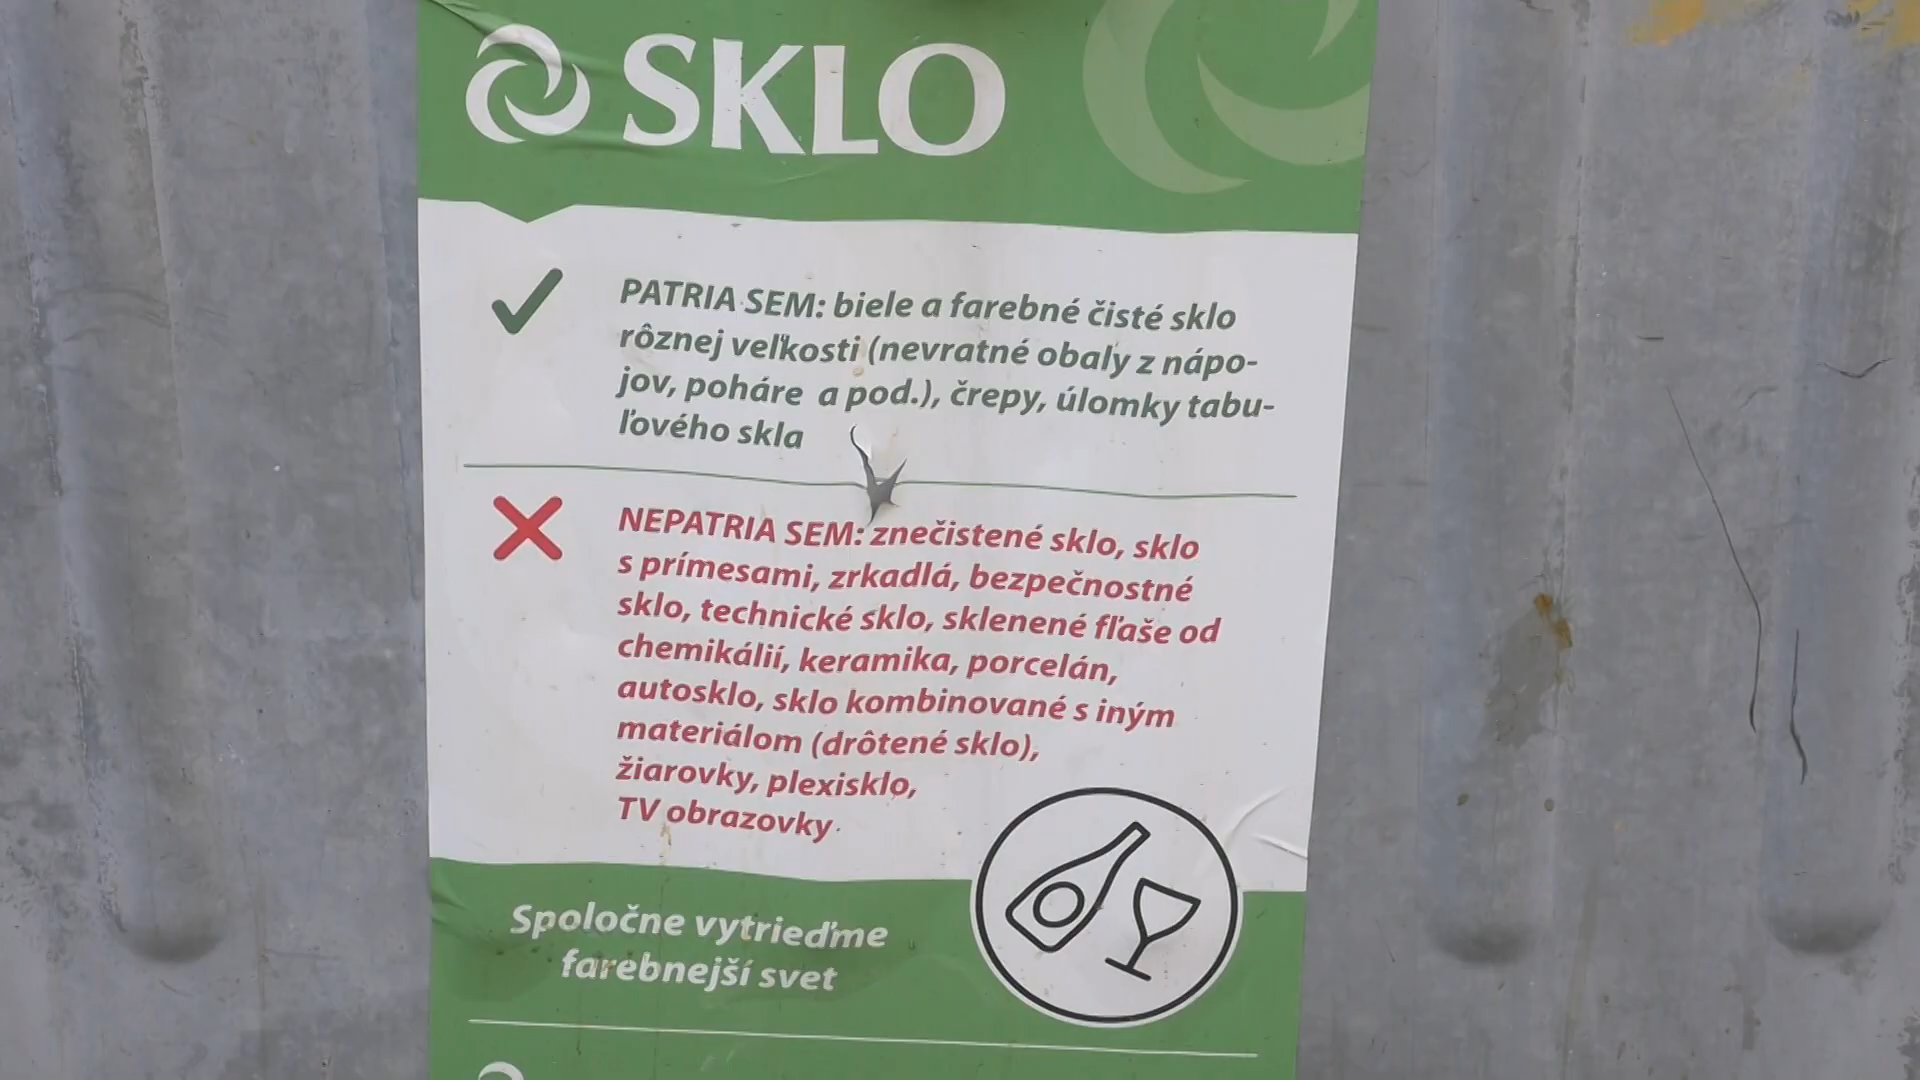 SKLO
PATRIA SEM: biele a farebné čisté sklo
rôznej veľkosti (nevratné obaly z nápo-
jov, poháre a pod.), črepy, úlomky tabu-
ľového skla
NEPATRIA SEM: znečistené sklo, sklo
s prímesami, zrkadlá, bezpečnostné
sklo, technické sklo, sklenené fľaše od
chemikálií, keramika, porcelán,
autosklo, sklo kombinované s iným
materiálom (drôtené sklo),
žiarovky, plexisklo,
TV obrazovky
Spoločne vytrieďme
farebnejší svet